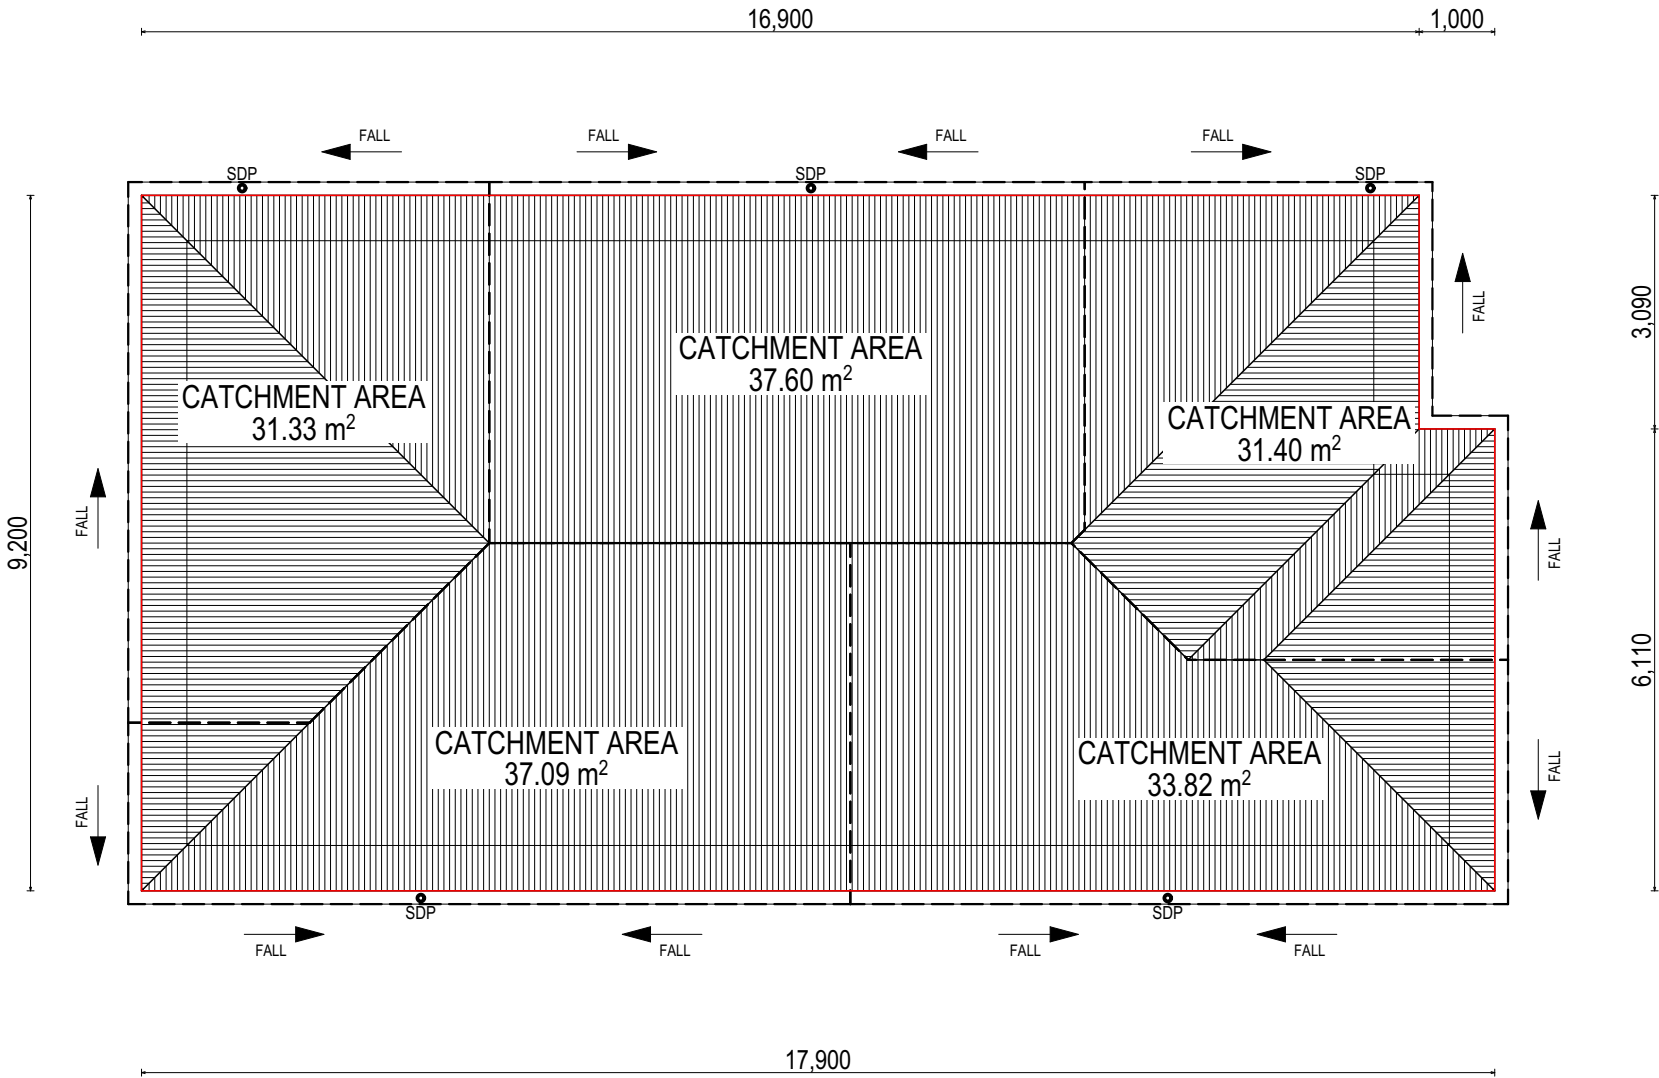 16,900
1,000
FALL
FALL
FALL
FALL
SDP
SDP
SDP
3,090
FALL
CATCHMENT AREA
37.60 m²
CATCHMENT AREA
31.33 m²
CATCHMENT AREA
31.40 m²
9,200
FALL
FALL
6,110
CATCHMENT AREA
37.09 m²
CATCHMENT AREA
33.82 m²
FALL
FALL
SDP
SDP
FALL
FALL
FALL
FALL
17,900